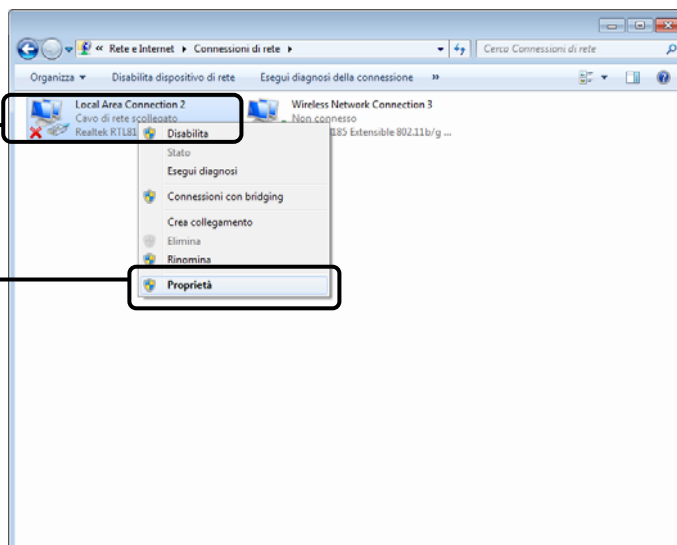 « Rete e Internet ▸ Connessioni di rete ▸
Cerca Connessioni di rete
Organizza ▾ Disabilita dispositivo di rete Esegui diagnosi della connessione »
Local Area Connection 2
Cavo di rete scollegato
Realtek RTL81
Wireless Network Connection 3
Non connesso
185 Extensible 802.11b/g ...
Disabilita
Stato
Esegui diagnosi
Connessioni con bridging
Crea collegamento
Elimina
Rinomina
Proprietà